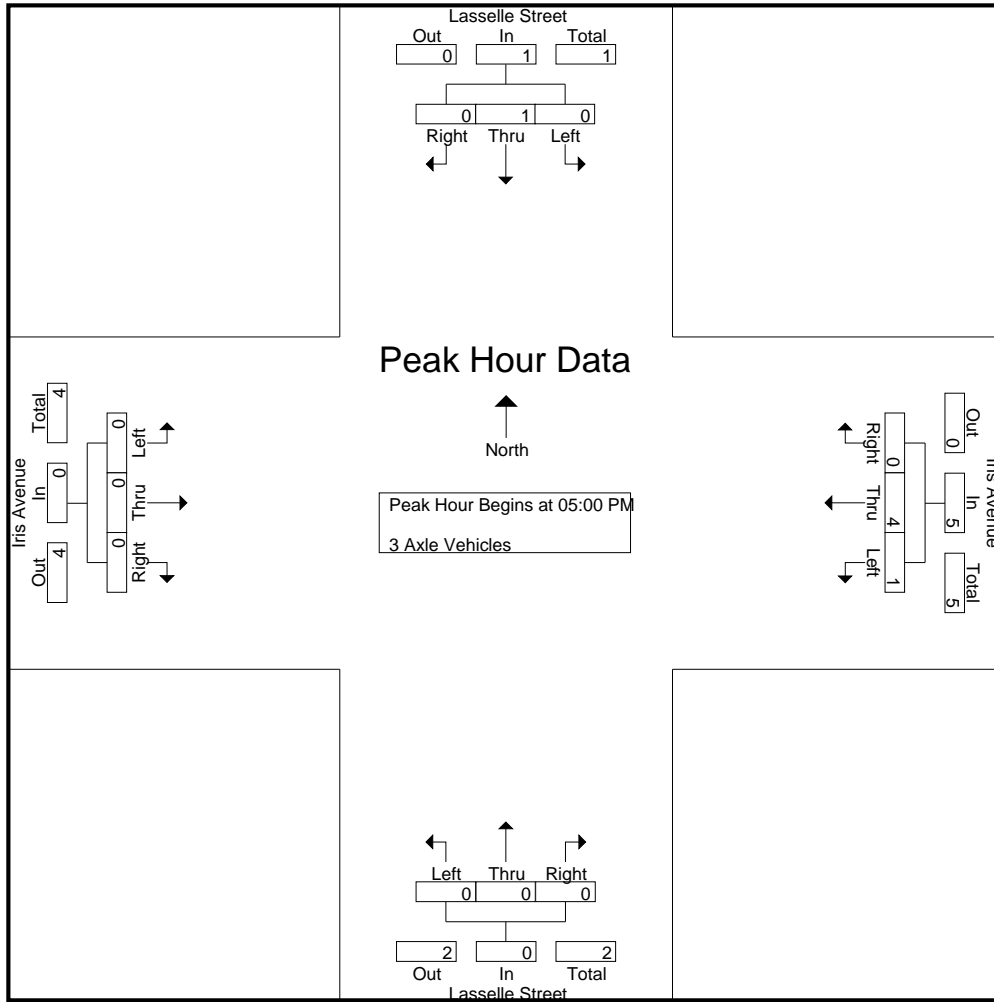 Lasselle Street
Out In Total
0 1 1
0 1 0
Right Thru Left
Peak Hour Data
North
Peak Hour Begins at 05:00 PM
3 Axle Vehicles
Iris Avenue
Total In Out
4 0 4
0 0 0
Left Thru Right
Right Thru Left
0 4 1
0 5 5
Out In Total
Iris Avenue
Left Thru Right
0 0 0
2 0 2
Out In Total
Lasselle Street